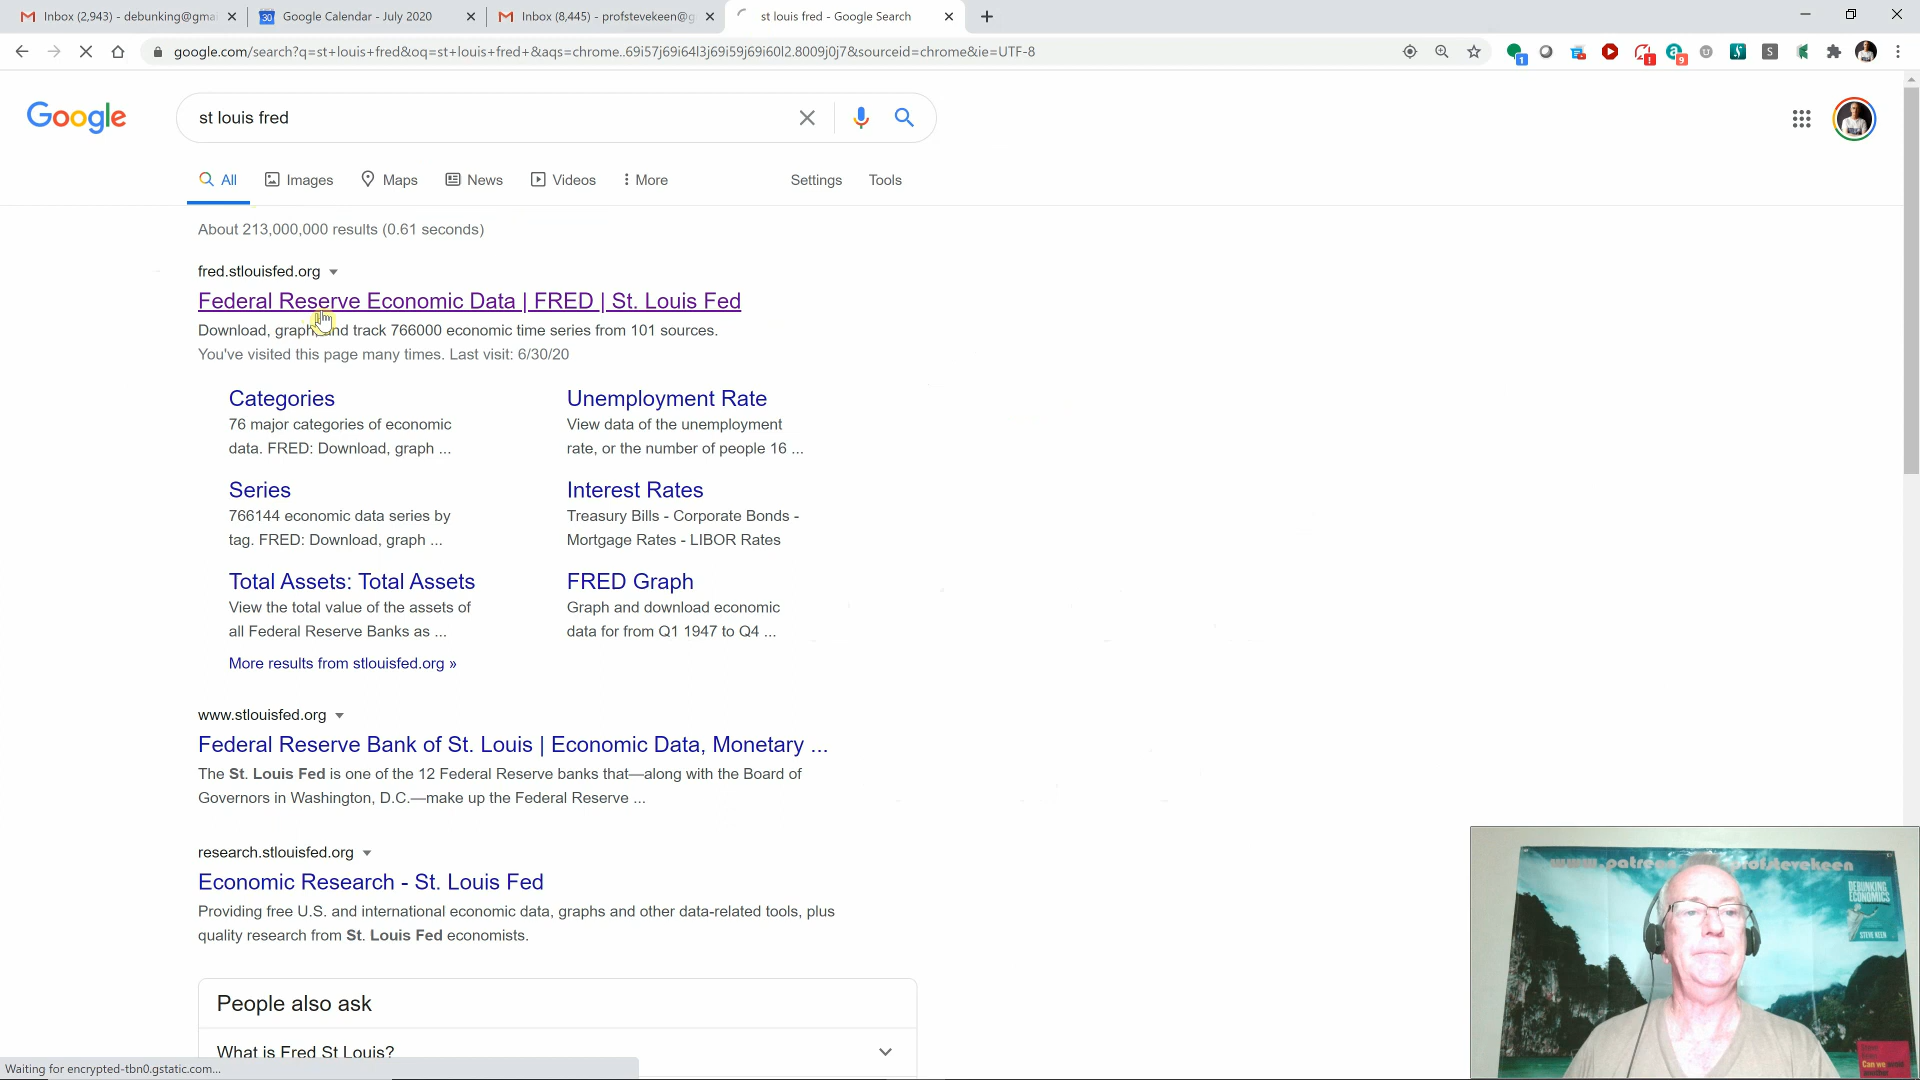 Inbox (2,943) - debunking@gmai
Google Calendar - July 2020
Inbox (8,445) - profstevekeen@g
st louis fred - Google Search
google.com/search?q=st+louis+fred&oq=st+louis+fred+&aqs=chrome..69i57j69i64l3j69i59j69i60l2.8009j0j7&sourceid=chrome&ie=UTF-8
Google
st louis fred
All
Images
Maps
News
Videos
More
Settings
Tools
About 213,000,000 results (0.61 seconds)
fred.stlouisfed.org
Federal Reserve Economic Data | FRED | St. Louis Fed
Download, graph, and track 766000 economic time series from 101 sources.
You've visited this page many times. Last visit: 6/30/20
Categories
76 major categories of economic
data. FRED: Download, graph ...
Unemployment Rate
View data of the unemployment
rate, or the number of people 16 ...
Series
766144 economic data series by
tag. FRED: Download, graph ...
Interest Rates
Treasury Bills - Corporate Bonds -
Mortgage Rates - LIBOR Rates
Total Assets: Total Assets
View the total value of the assets of
all Federal Reserve Banks as ...
FRED Graph
Graph and download economic
data for from Q1 1947 to Q4 ...
More results from stlouisfed.org »
www.stlouisfed.org
Federal Reserve Bank of St. Louis | Economic Data, Monetary ...
The St. Louis Fed is one of the 12 Federal Reserve banks that—along with the Board of
Governors in Washington, D.C.—make up the Federal Reserve ...
research.stlouisfed.org
Economic Research - St. Louis Fed
Providing free U.S. and international economic data, graphs and other data-related tools, plus
quality research from St. Louis Fed economists.
People also ask
What is Fred St Louis?
Waiting for encrypted-tbn0.gstatic.com...
www.patreon profstevekeen
DEBUNKING
ECONOMICS
STEVE KEEN
Can we